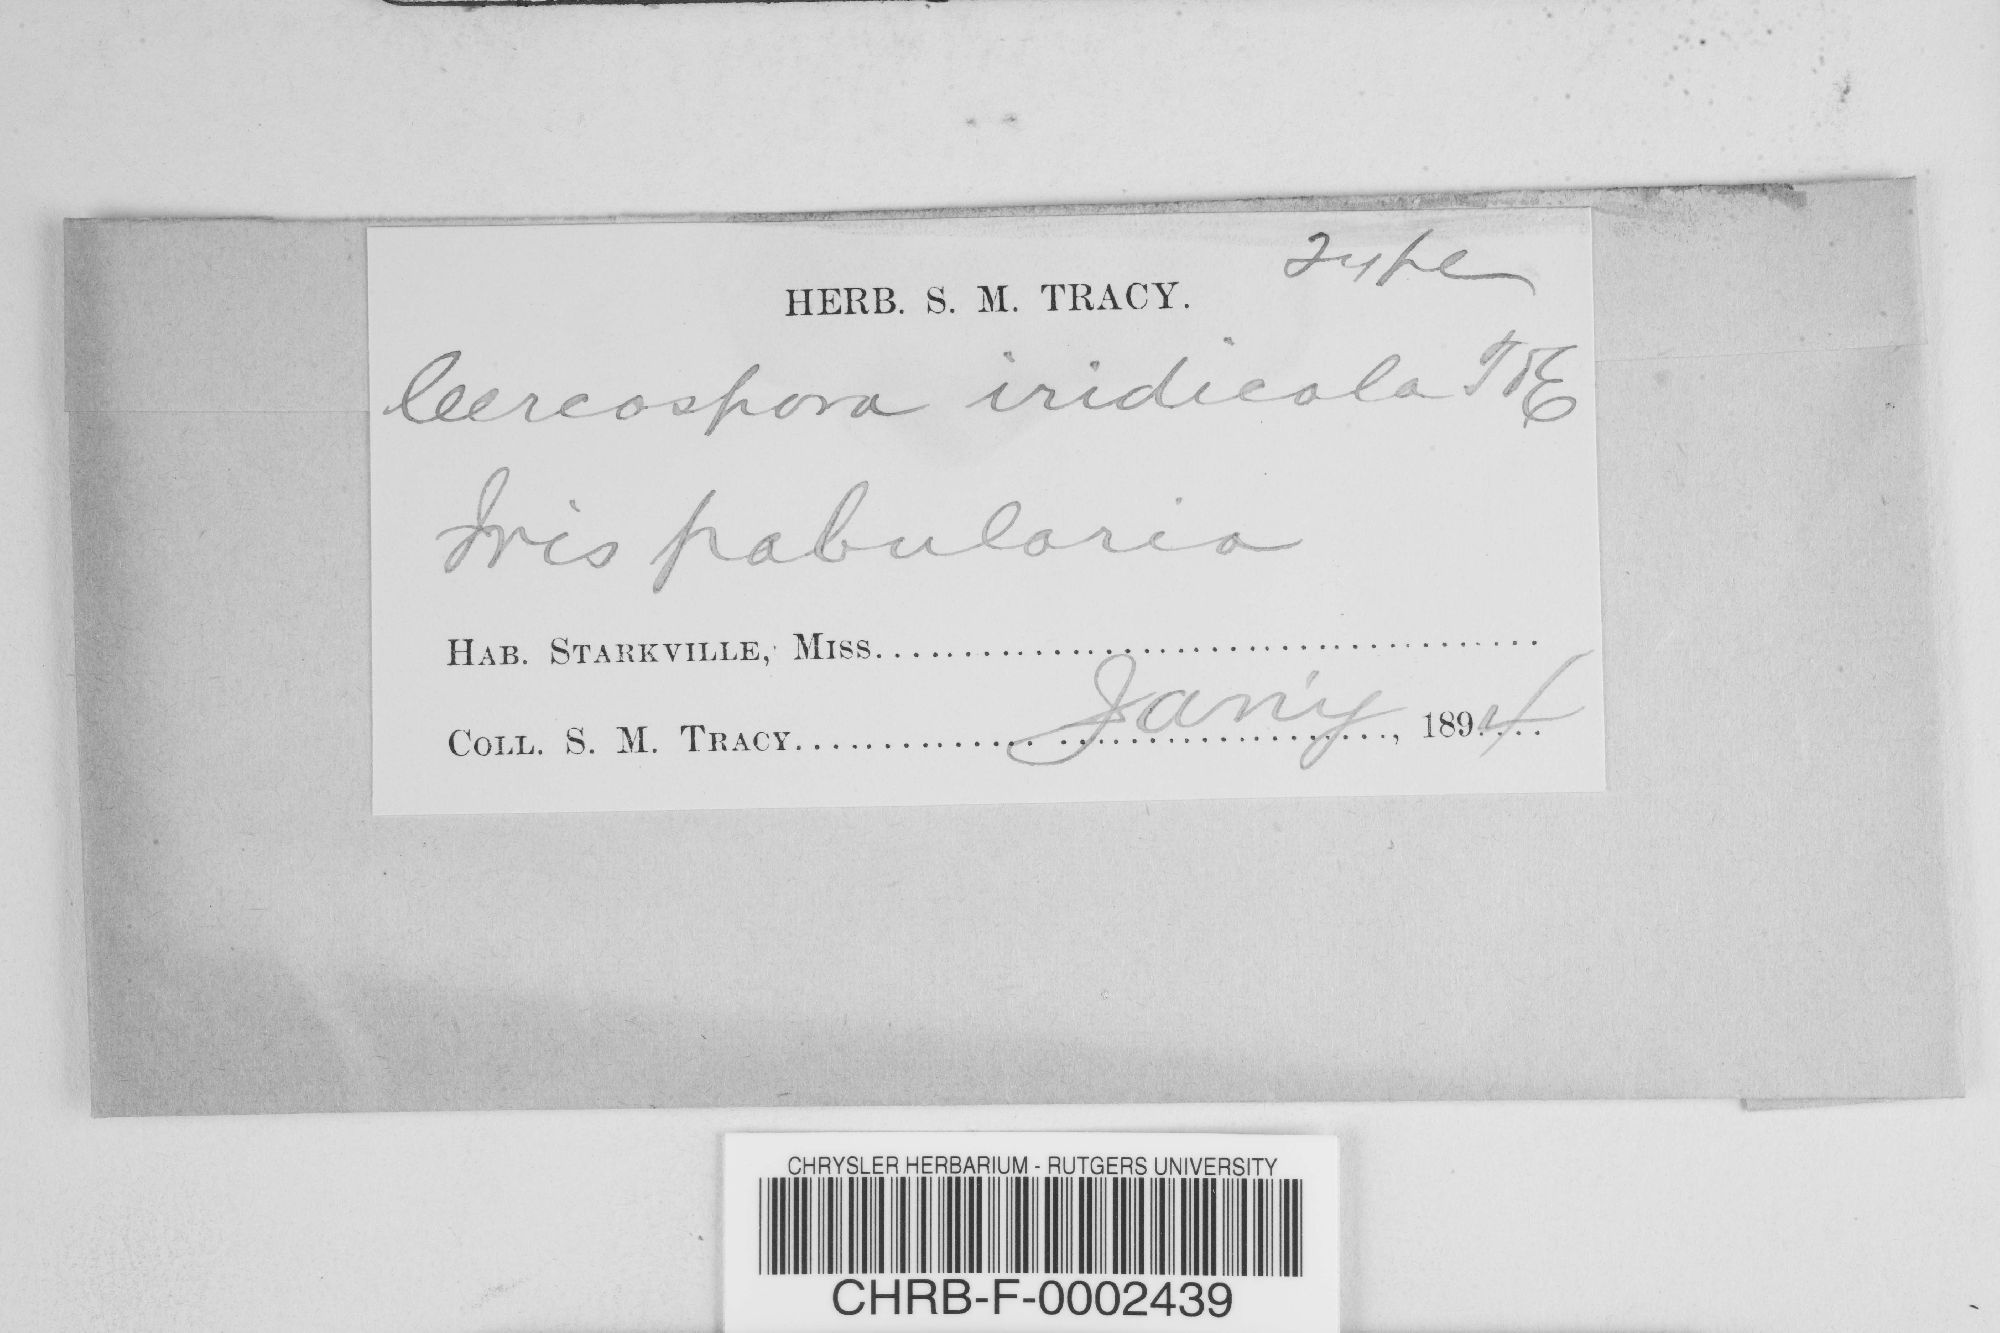 Type
HERB. S. M. TRACY.
Cercospora iridicola T&E
Iris pabularia
HAB. STARKVILLE, MISS.
COLL. S. M. TRACY. Jan'y, 1894
CHRYSLER HERBARIUM - RUTGERS UNIVERSITY
CHRB-F-0002439